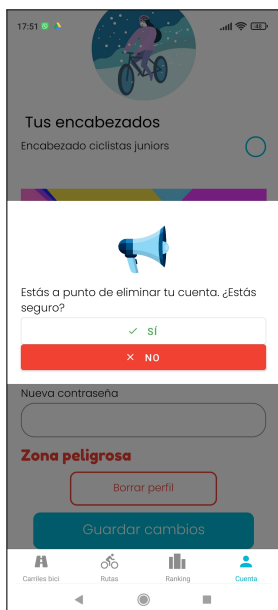 17:51
40
Tus encabezados
Encabezado ciclistas juniors
Estás a punto de eliminar tu cuenta. ¿Estás
seguro?
SÍ
NO
Nueva contraseña
Zona peligrosa
Borrar perfil
Guardar cambios
Carriles bici
Rutas
Ranking
Cuenta